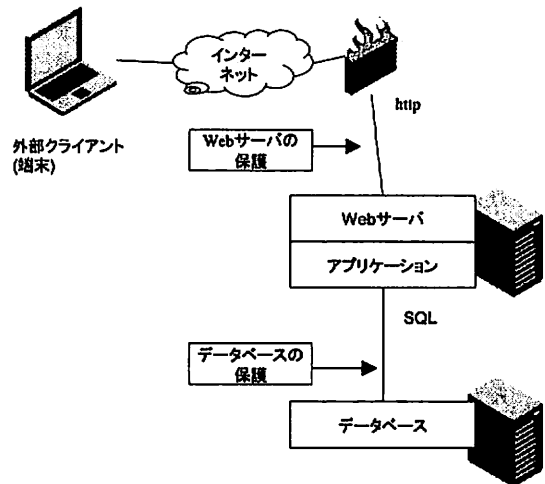 インター
ネット
外部クライアント
(端末)
http
Webサーバの
保護
Webサーバ
アプリケーション
SQL
データベースの
保護
データベース